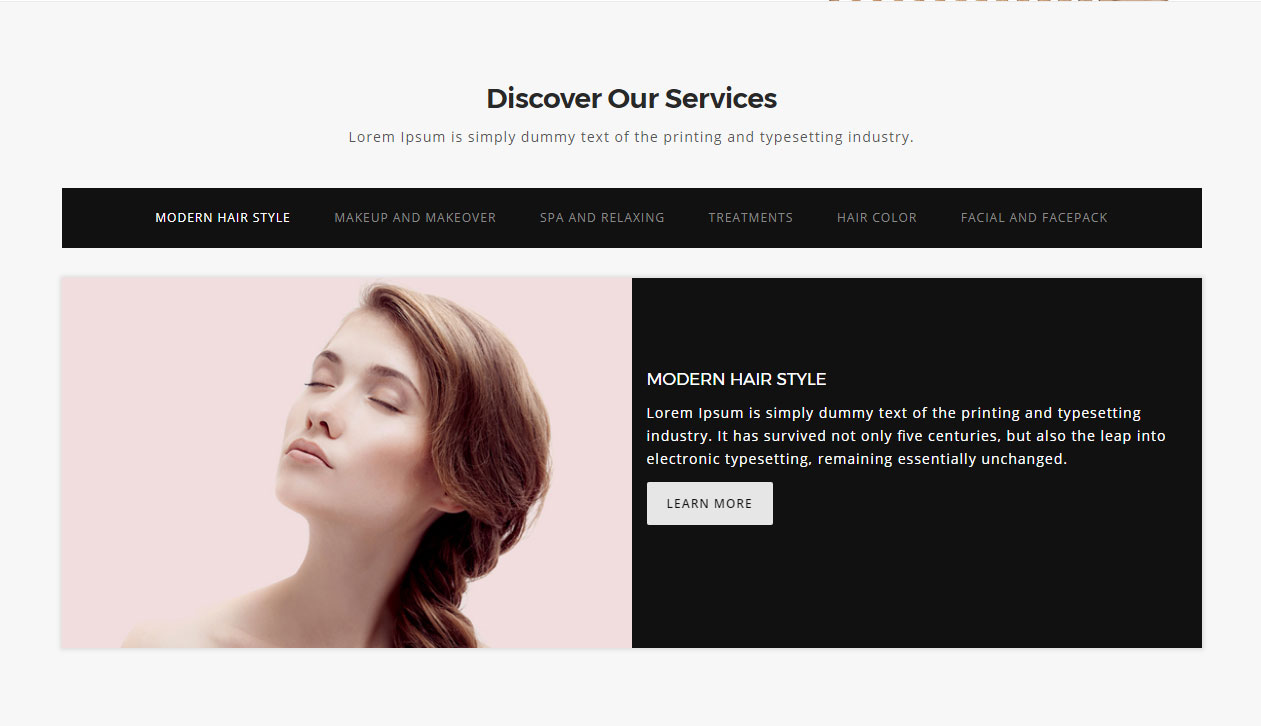 Discover Our Services
Lorem Ipsum is simply dummy text of the printing and typesetting industry.
MODERN HAIR STYLE MAKEUP AND MAKEOVER SPA AND RELAXING TREATMENTS HAIR COLOR FACIAL AND FACEPACK
MODERN HAIR STYLE
Lorem Ipsum is simply dummy text of the printing and typesetting
industry. It has survived not only five centuries, but also the leap into
electronic typesetting, remaining essentially unchanged.
LEARN MORE